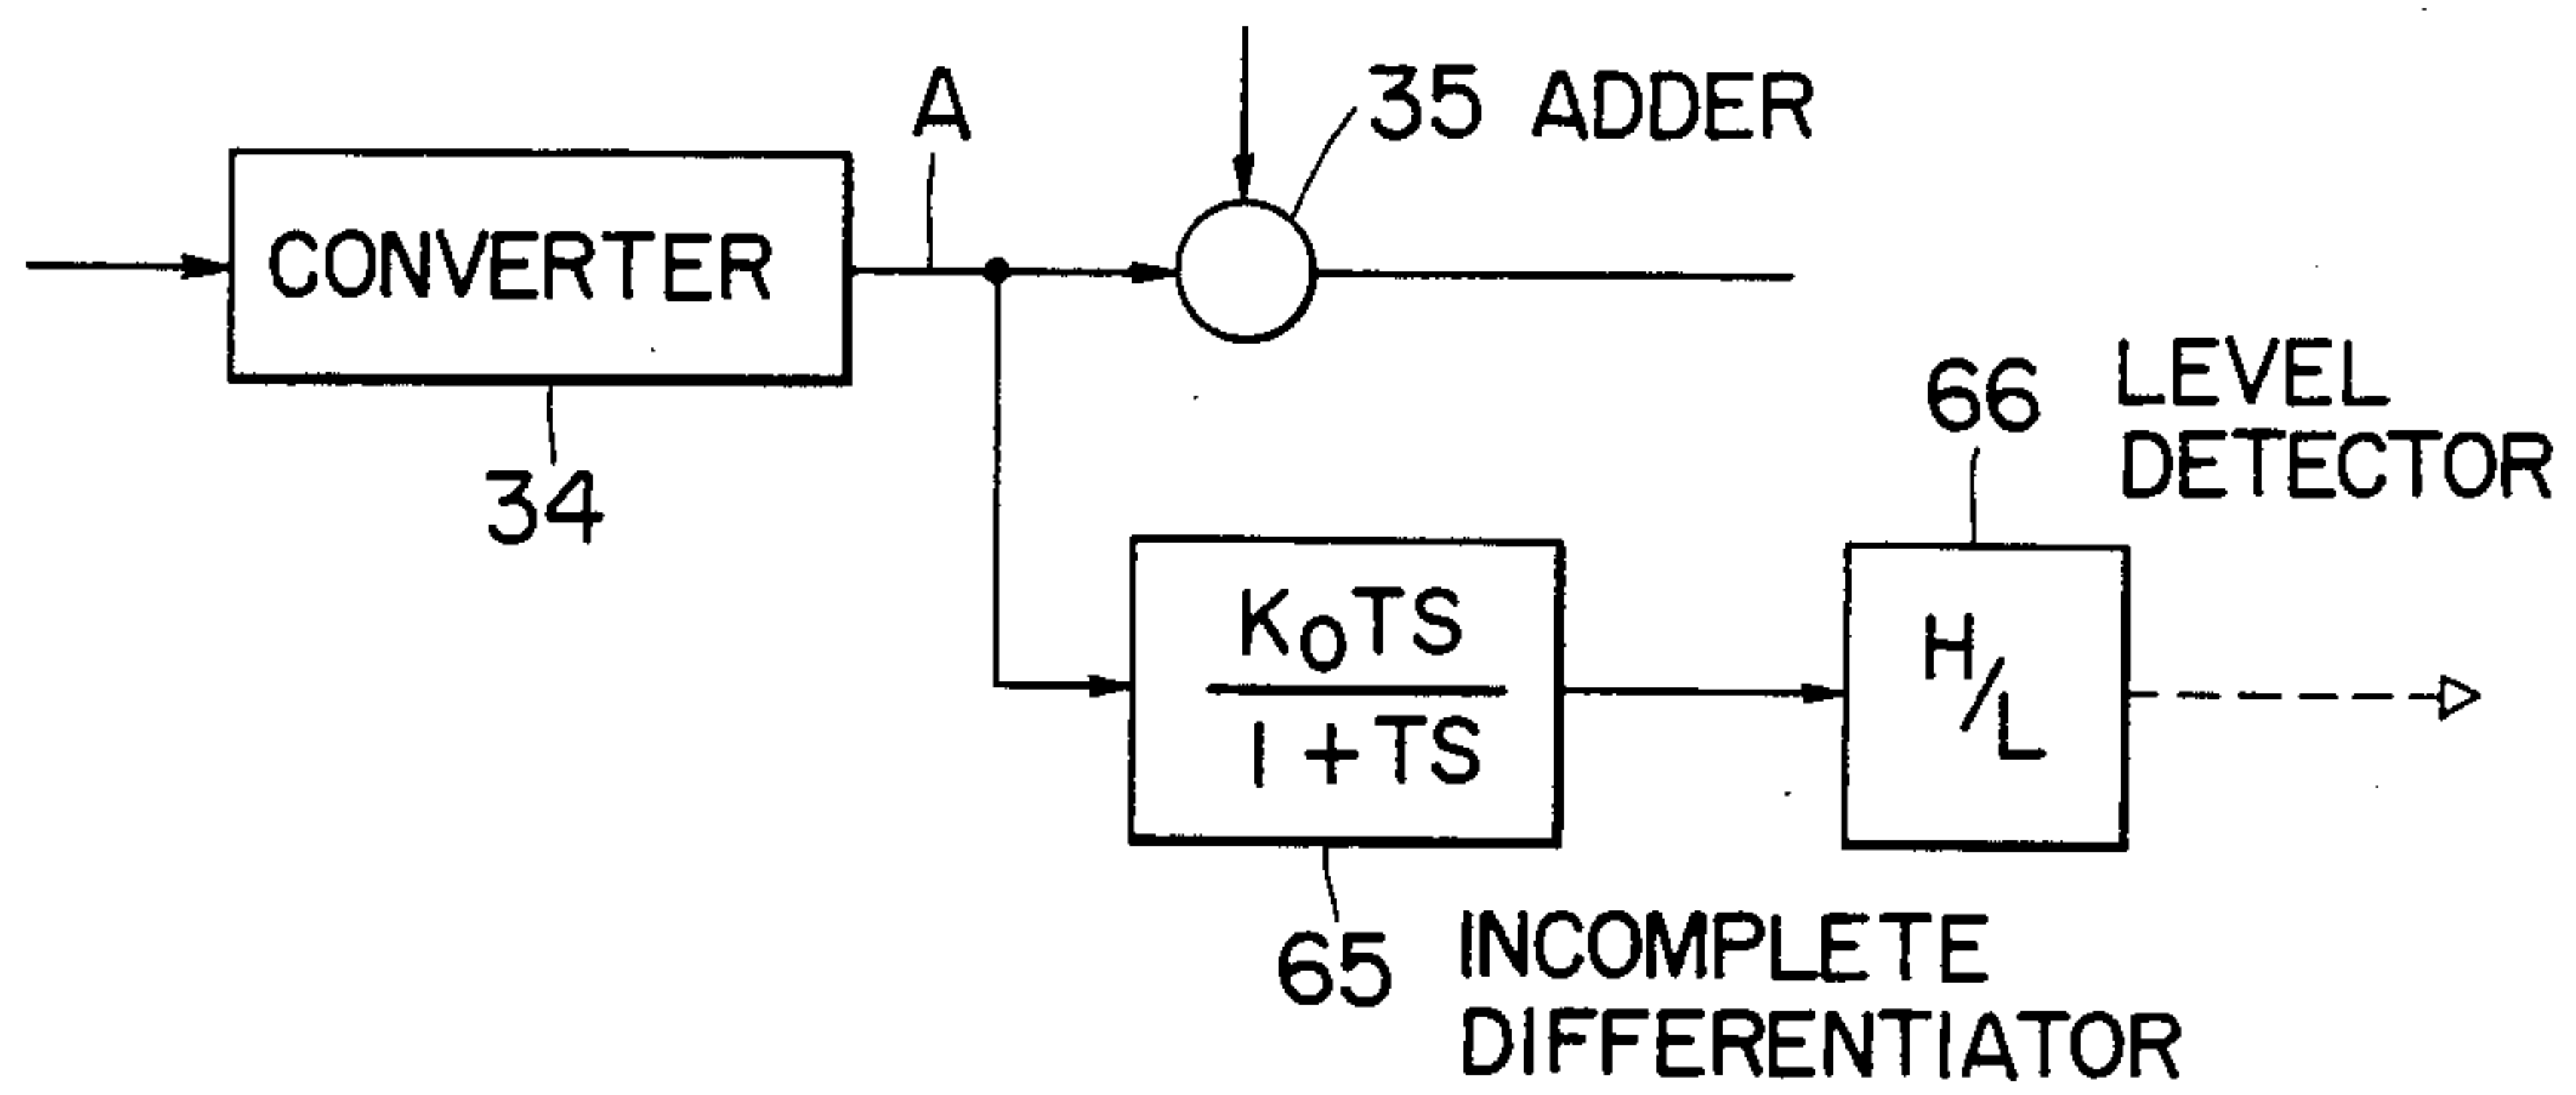 A
35 ADDER
CONVERTER
34
66 LEVEL
DETECTOR
K₀TS
1+TS
H/L
65 INCOMPLETE
DIFFERENTIATOR